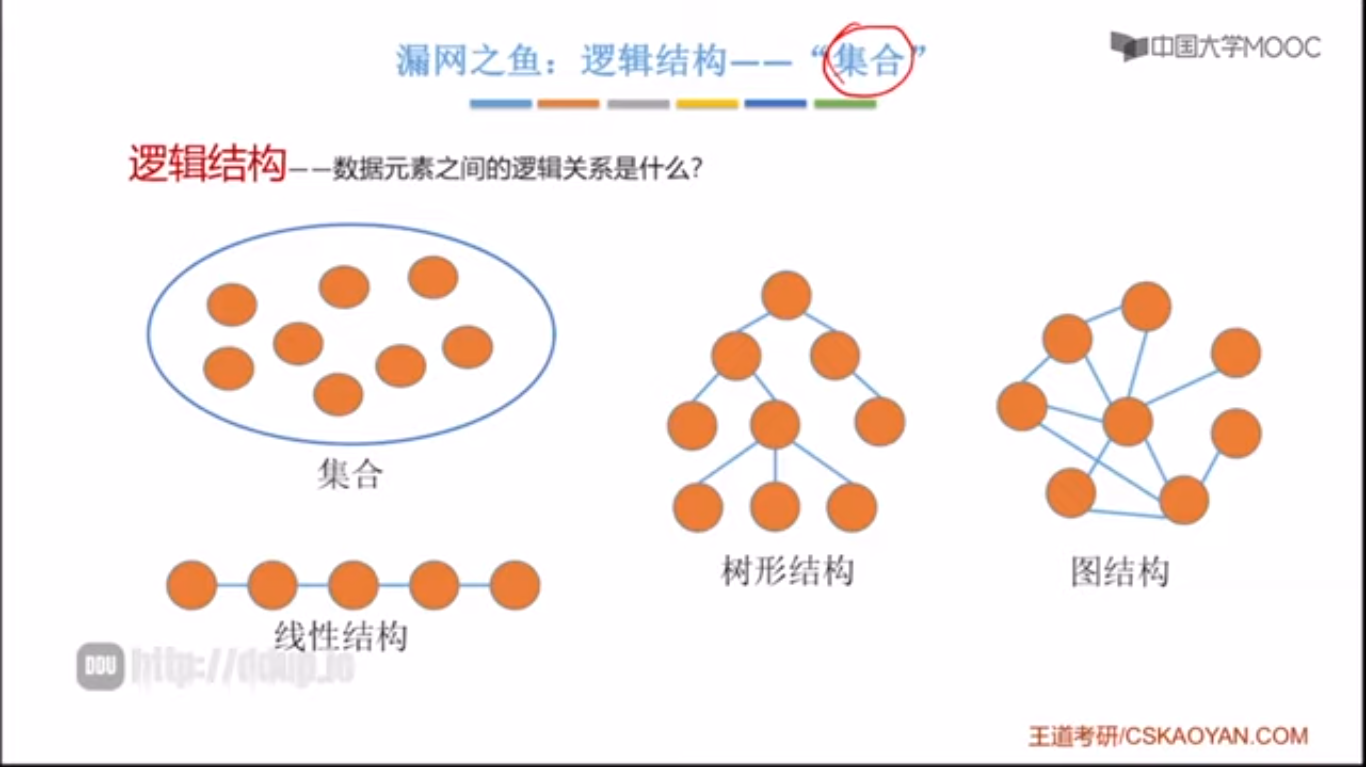 漏网之鱼：逻辑结构——“集合”
中国大学MOOC
逻辑结构——数据元素之间的逻辑关系是什么？
集合
树形结构
图结构
线性结构
DDU http://ddup.io
王道考研/CSKAOYAN.COM